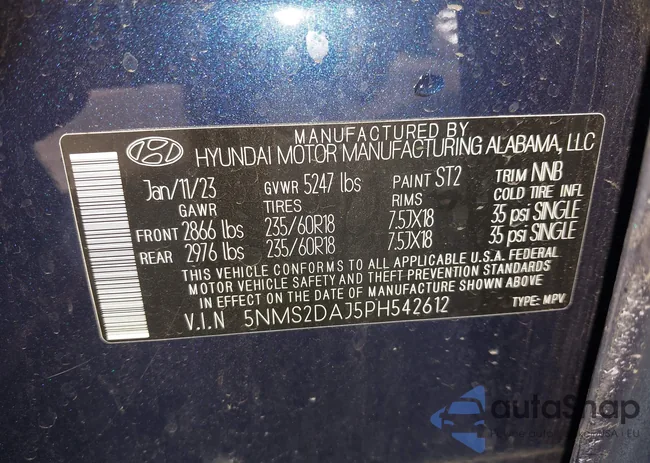 MANUFACTURED BY
HYUNDAI MOTOR MANUFACTURING ALABAMA, LLC
Jan/11/23 GVWR 5247 lbs PAINT ST2 TRIM NNB
GAWR TIRES RIMS COLD TIRE INFL
FRONT 2866 lbs 235/60R18 7.5JX18 35 psi SINGLE
REAR 2976 lbs 235/60R18 7.5JX18 35 psi SINGLE
THIS VEHICLE CONFORMS TO ALL APPLICABLE U.S.A. FEDERAL
MOTOR VEHICLE SAFETY AND THEFT PREVENTION STANDARDS
IN EFFECT ON THE DATE OF MANUFACTURE SHOWN ABOVE
V.I.N 5NMS2DAJ5PH542612 TYPE: MPV
autaShap